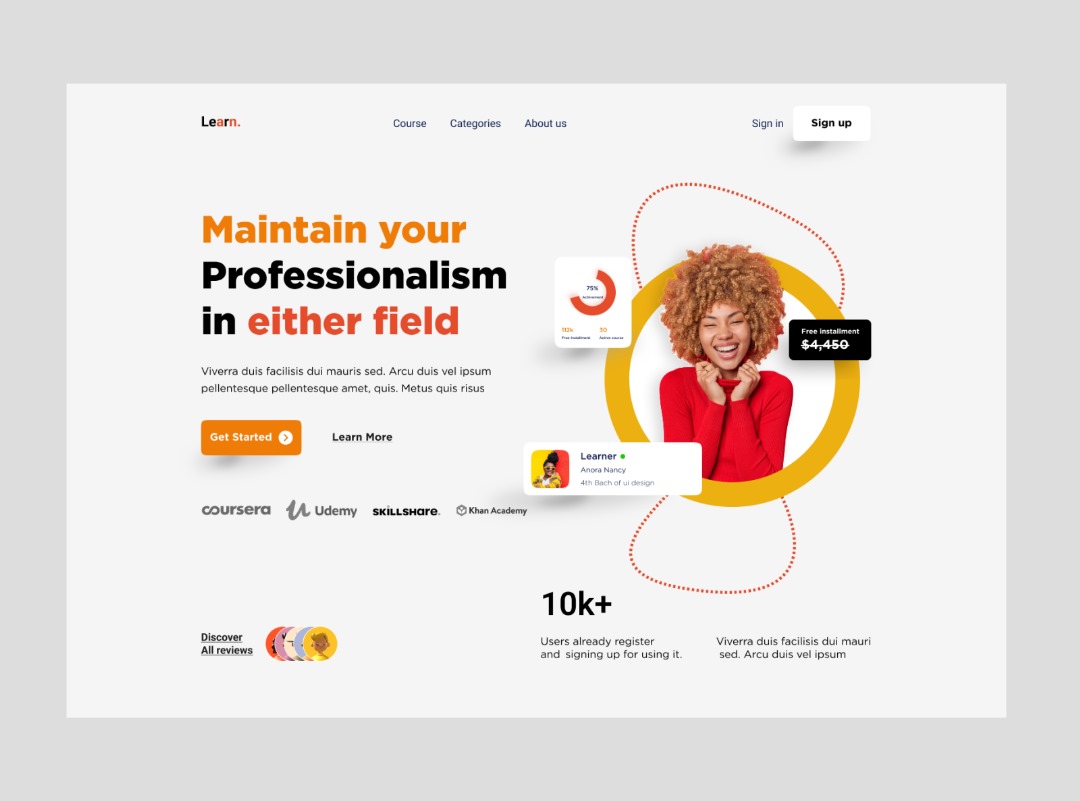 Learn.
Course
Categories
About us
Sign in
Sign up
Maintain your
Professionalism
in either field
Viverra duis facilisis dui mauris sed. Arcu duis vel ipsum
pellentesque pellentesque amet, quis. Metus quis risus
Get Started
Learn More
coursera
Udemy
SKILLSHARE.
Khan Academy
75%
Achivement
112k
50
Free installment
Active course
Free installment
$4,450
Learner
Anora Nancy
4th Bach of ui design
10k+
Users already register
and signing up for using it.
Viverra duis facilisis dui mauri
sed. Arcu duis vel ipsum
Discover
All reviews